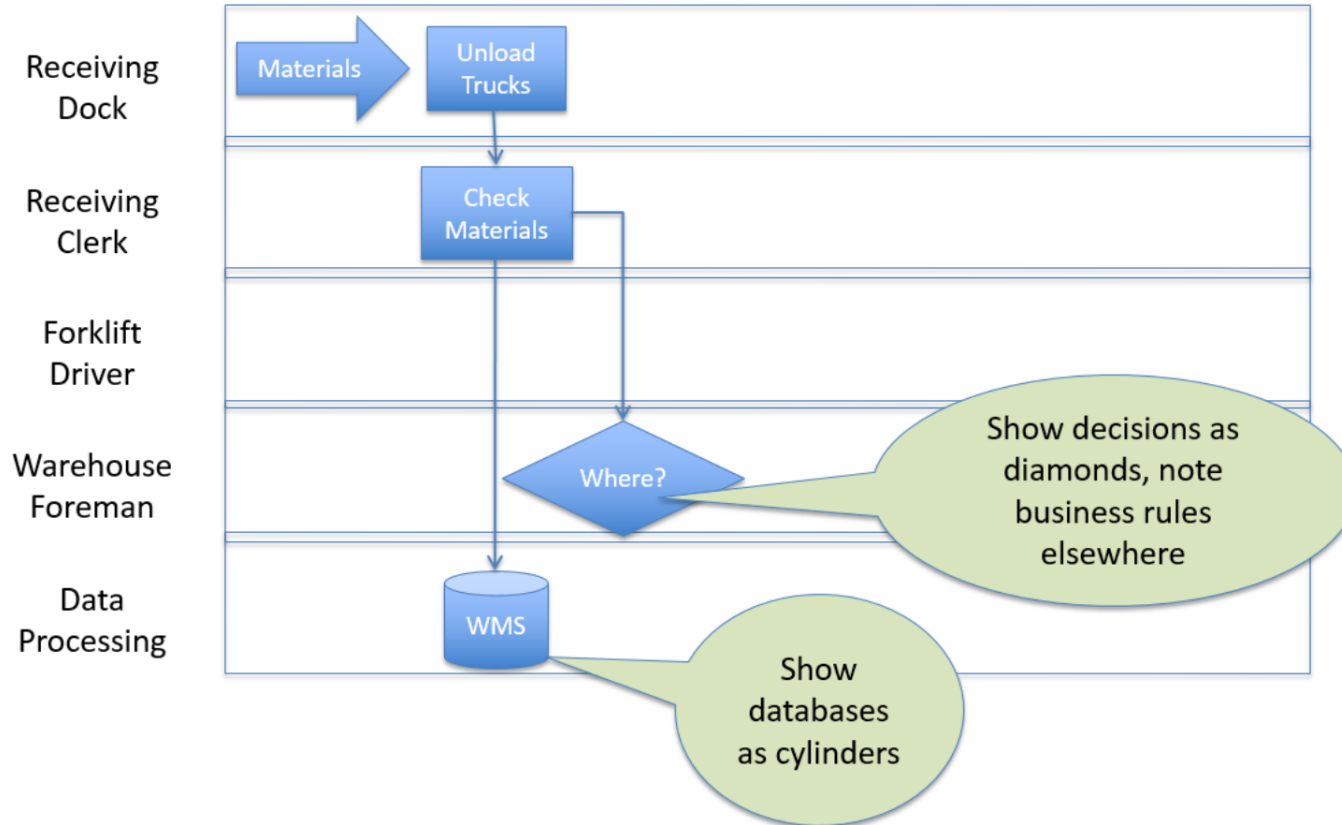 Receiving
Dock
Materials
Unload
Trucks
Receiving
Clerk
Check
Materials
Forklift
Driver
Warehouse
Foreman
Where?
Show decisions as
diamonds, note
business rules
elsewhere
Data
Processing
WMS
Show
databases
as cylinders